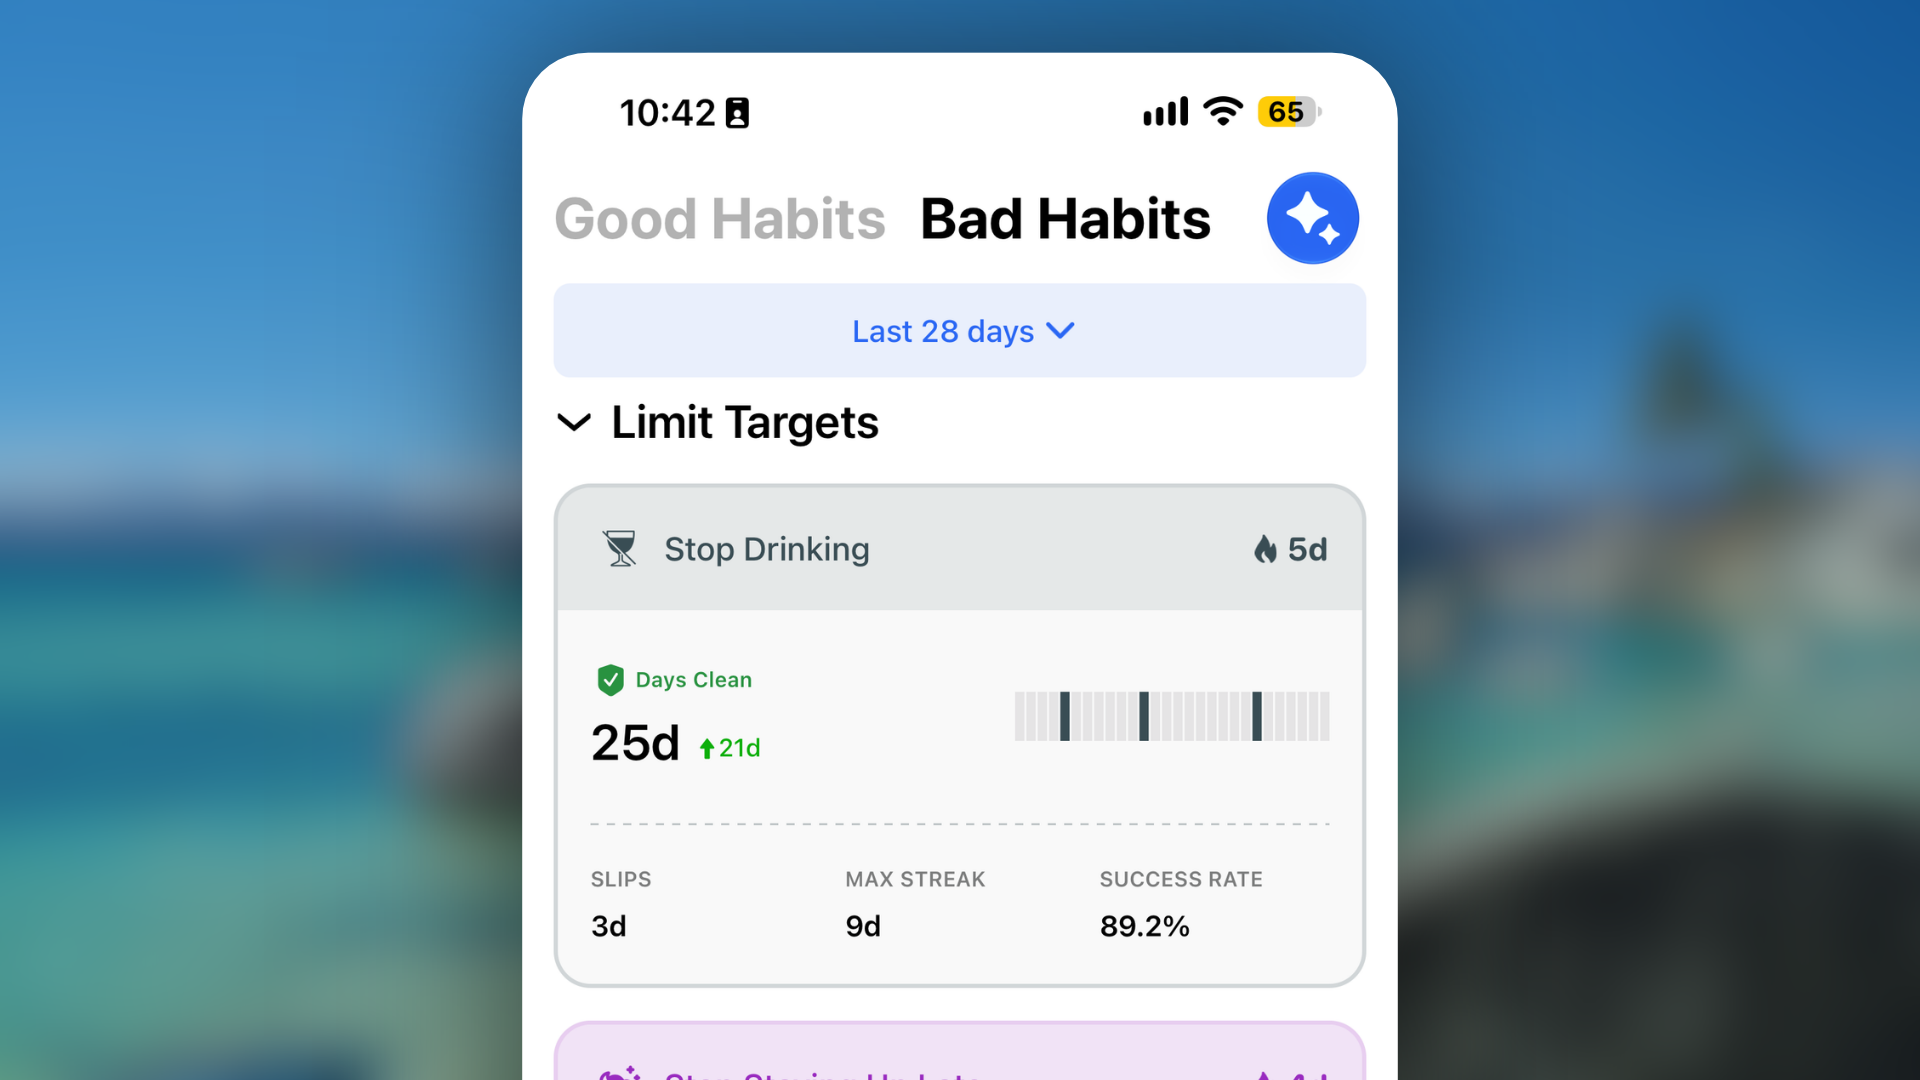 10:42
65
Good Habits Bad Habits
Last 28 days
Limit Targets
Stop Drinking
5d
Days Clean
25d
21d
SLIPS
MAX STREAK
SUCCESS RATE
3d
9d
89.2%